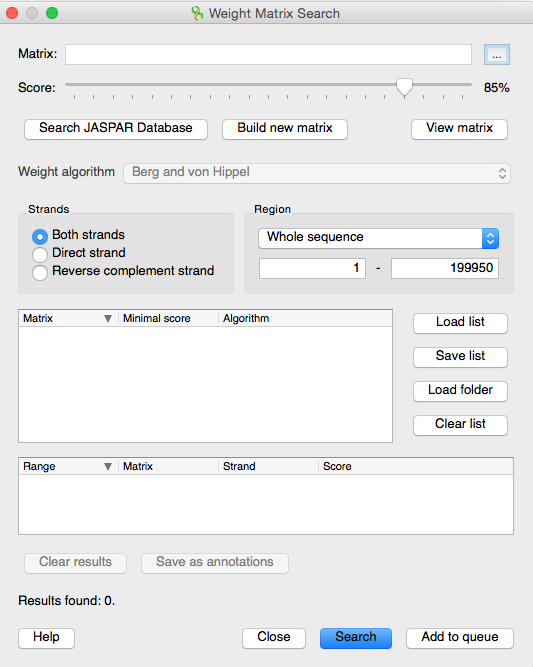 Weight Matrix Search
Matrix: ...
Score: 85%
Search JASPAR Database Build new matrix View matrix
Weight algorithm Berg and von Hippel
Strands Region
Both strands Whole sequence
Direct strand
Reverse complement strand 1 - 199950
Matrix Minimal score Algorithm
Load list
Save list
Load folder
Clear list
Range Matrix Strand Score
Clear results Save as annotations
Results found: 0.
Help Close Search Add to queue